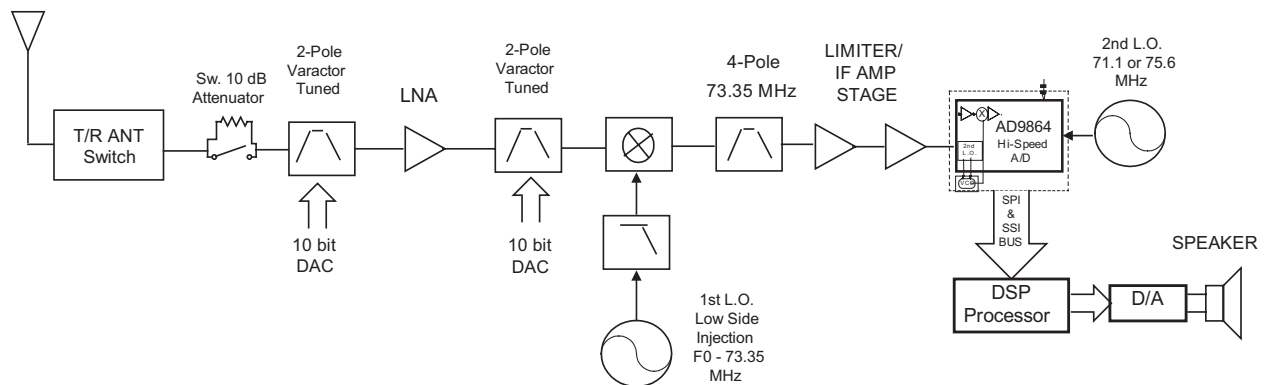 T/R ANT
Switch
Sw. 10 dB
Attenuator
2-Pole
Varactor
Tuned
10 bit
DAC
LNA
2-Pole
Varactor
Tuned
10 bit
DAC
1st L.O.
Low Side
Injection
F0 - 73.35
MHz
4-Pole
73.35 MHz
LIMITER/
IF AMP
STAGE
AD9864
Hi-Speed
A/D
2nd
L.O.
VCO
2nd L.O.
71.1 or 75.6
MHz
SPI
&
SSI
BUS
DSP
Processor
D/A
SPEAKER